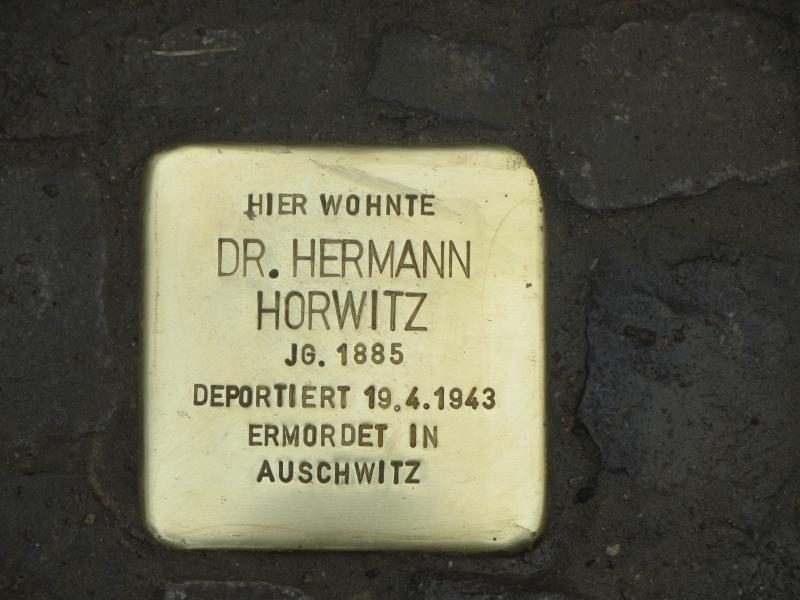 HIER WOHNTE
DR. HERMANN
HORWITZ
JG. 1885
DEPORTIERT 19.4.1943
ERMORDET IN
AUSCHWITZ